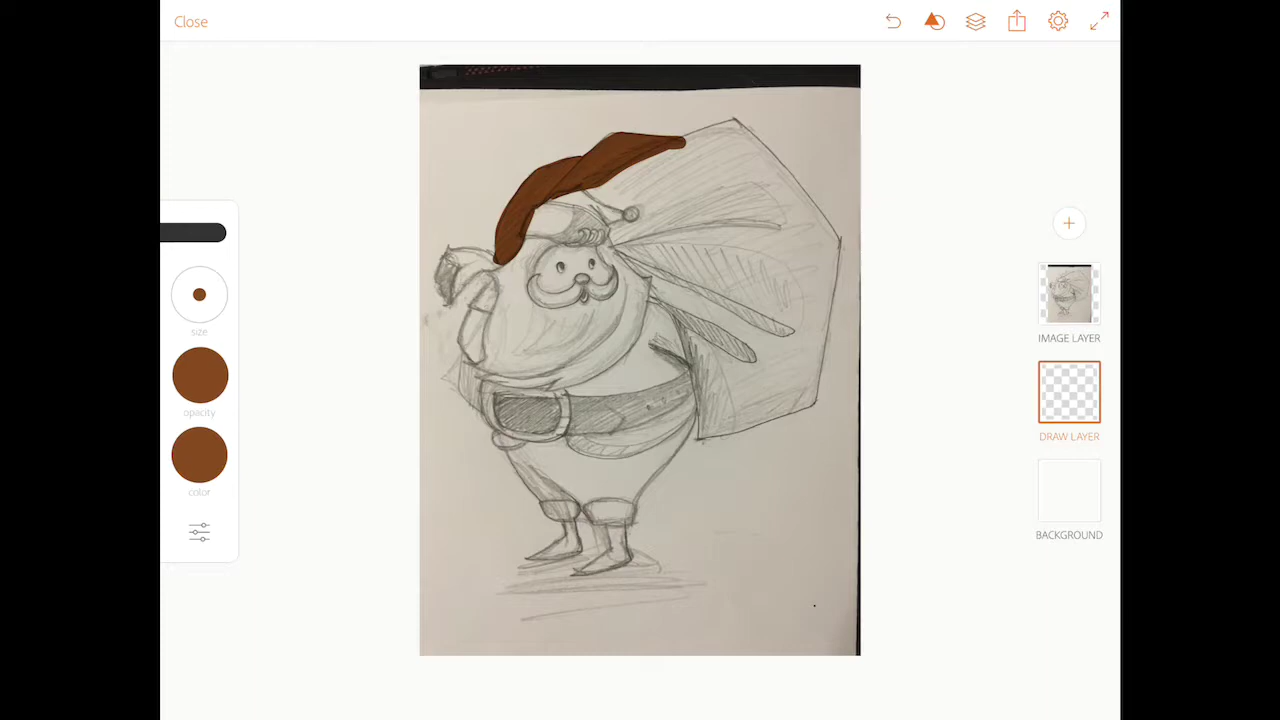 Close
size
opacity
color
IMAGE LAYER
DRAW LAYER
BACKGROUND